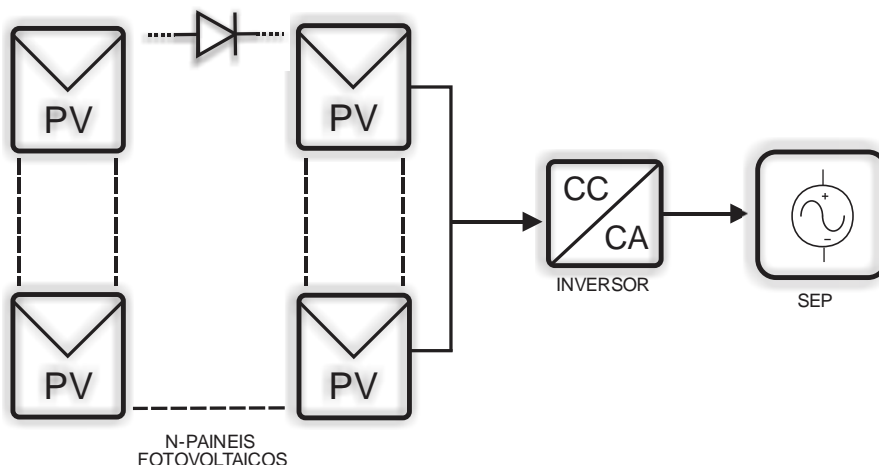 PV
PV
CC
CA
INVERSOR
SEP
PV
PV
N-PAINEIS
FOTOVOLTAICOS